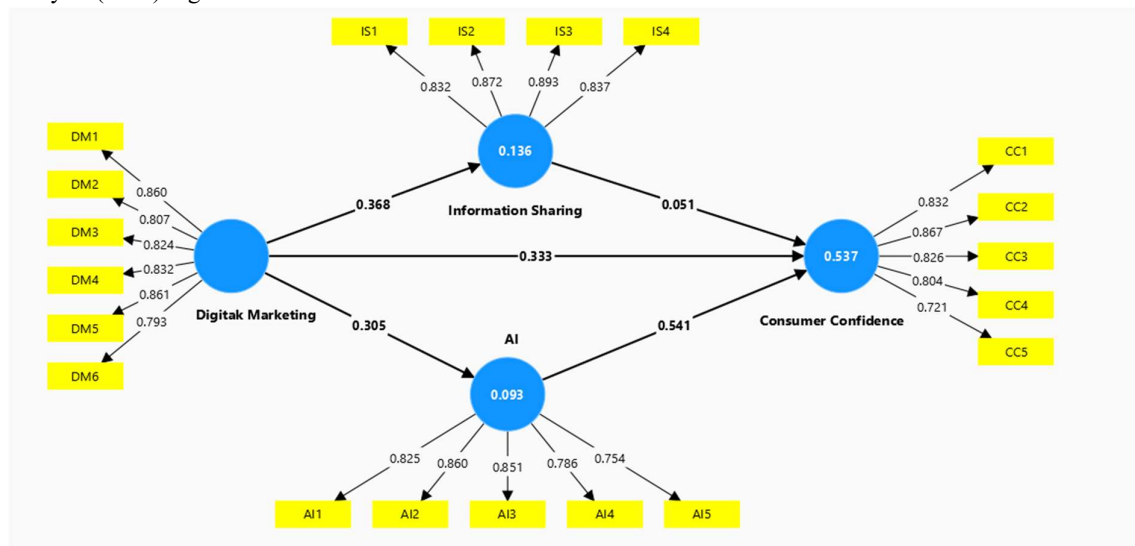 IS1 IS2 IS3 IS4
0.832 0.872 0.893 0.837
DM1
DM2
DM3
DM4
DM5
DM6
0.860
0.807
0.824
0.832
0.861
0.793
Digitak Marketing
0.368
0.333
0.305
0.136
Information Sharing
0.051
0.541
AI
0.093
0.825 0.860 0.851 0.786 0.754
AI1 AI2 AI3 AI4 AI5
0.537
Consumer Confidence
0.832
0.867
0.826
0.804
0.721
CC1
CC2
CC3
CC4
CC5